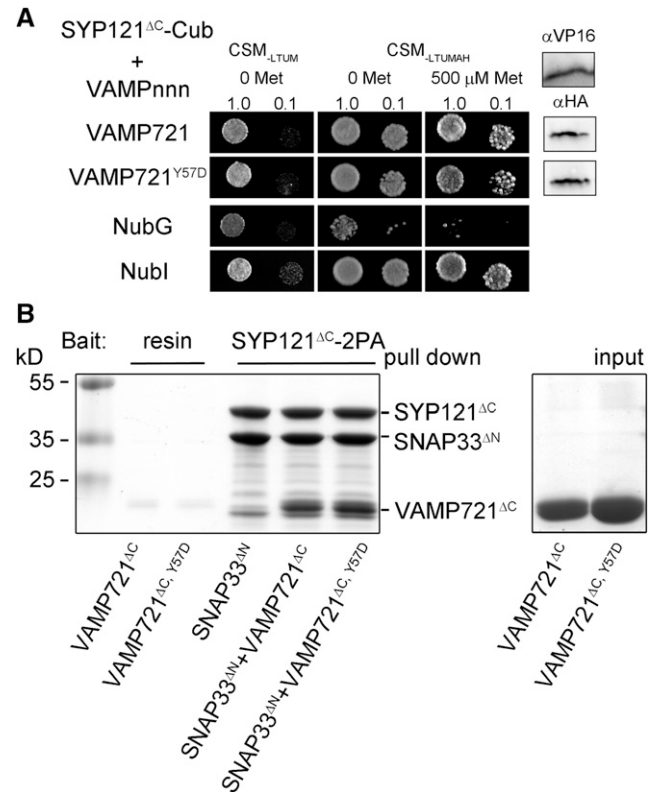 A
SYP121ΔC-Cub
+
VAMPnnn
CSM-LTUM
CSM-LTUMAH
0 Met
0 Met
500 μM Met
1.0 0.1 1.0 0.1 1.0 0.1
αVP16
αHA
VAMP721
VAMP721Y57D
NubG
NubI
B
Bait: resin SYP121ΔC-2PA
kD
pull down
input
55 -
35 -
25 -
SYP121ΔC
SNAP33ΔN
VAMP721ΔC
VAMP721ΔC
VAMP721ΔC, Y57D
SNAP33ΔN
SNAP33ΔN+VAMP721ΔC
SNAP33ΔN+VAMP721ΔC, Y57D
VAMP721ΔC
VAMP721ΔC, Y57D